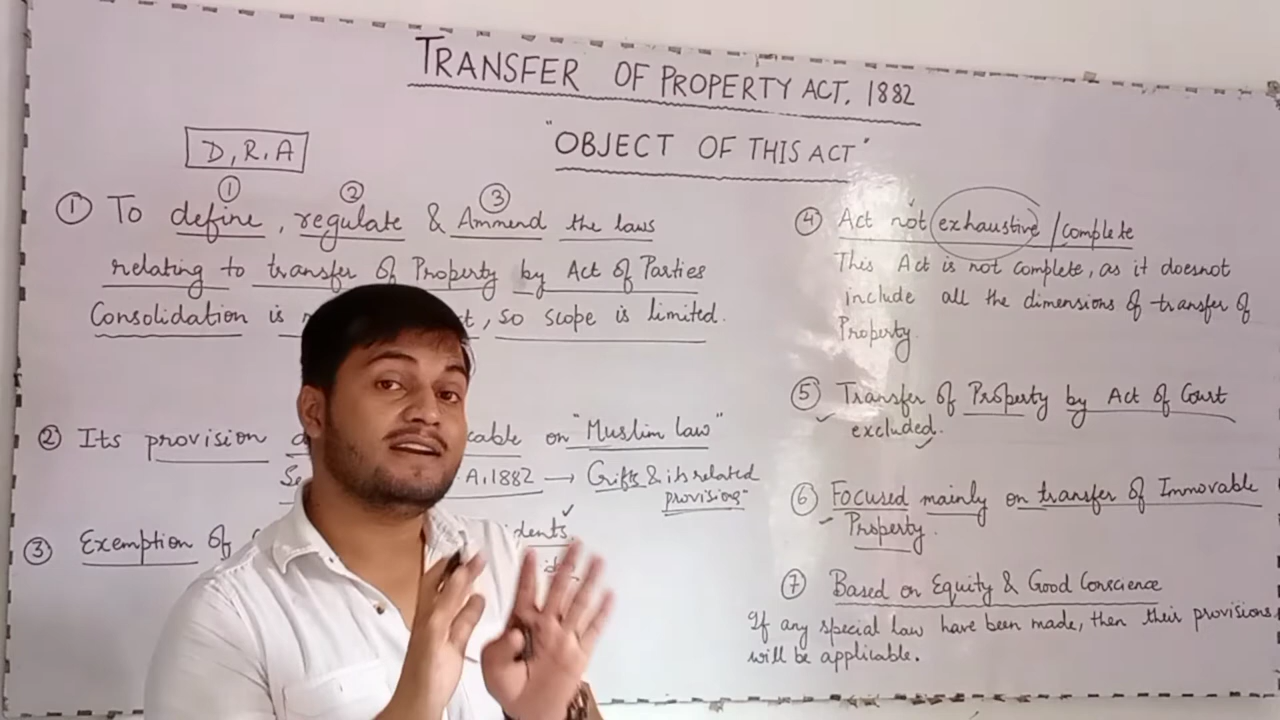 TRANSFER OF PROPERTY ACT, 1882
"OBJECT OF THIS ACT"
D, R, A
① ② ③
① To define, regulate & Ammend the laws
relating to transfer of Property by Act of Parties
Consolidation is, so scope is limited.
② Its provision on "Muslim law"
A, 1882 → Gifts & its related
provisions"
③ Exemption of
④ Act not exhaustive / complete
This Act is not complete, as it doesnot
include all the dimensions of transfer of
Property.
⑤ Transfer of Property by Act of Court
excluded.
⑥ Focused mainly on transfer of Immovable
Property.
⑦ Based on Equity & Good Conscience
If any special law have been made, then their provisions
will be applicable.